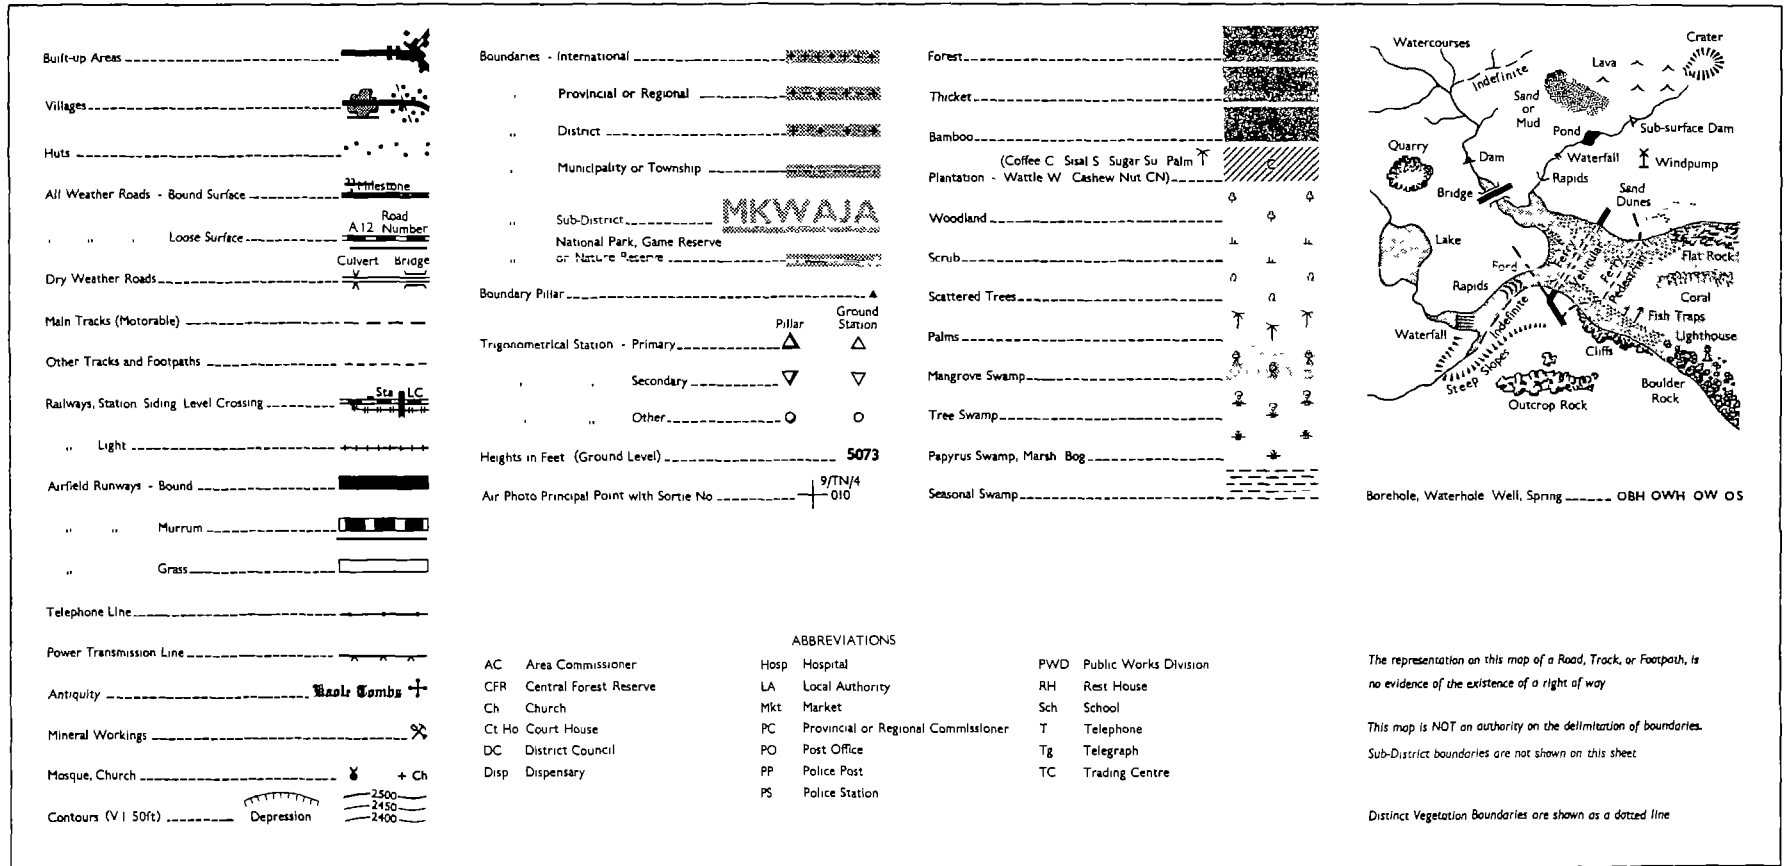 Built-up Areas
Villages
Huts
23 Milestone
All Weather Roads - Bound Surface
Road
A 12 Number
" " " Loose Surface
Culvert Bridge
Dry Weather Roads
Main Tracks (Motorable)
Other Tracks and Footpaths
Sta LC
Railways, Station Siding Level Crossing
" Light
Airfield Runways - Bound
" " Murrum
" Grass
Telephone Line
Power Transmission Line
Antiquity Kaole Tombs
Mineral Workings
Mosque, Church + Ch
2500
2450
2400
Contours (V I 50ft) Depression
Boundaries - International
" Provincial or Regional
" District
" Municipality or Township
" Sub-District MKWAJA
National Park, Game Reserve
" or Nature Reserve
Boundary Pillar
Ground
Pillar Station
Trigonometrical Station - Primary
" " Secondary
" " Other
Heights in Feet (Ground Level) 5073
9/TN/4
Air Photo Principal Point with Sortie No 010
Forest
Thicket
Bamboo
(Coffee C Sisal S Sugar Su Palm
Plantation - Wattle W Cashew Nut CN) C
Woodland
Scrub
Scattered Trees
Palms
Mangrove Swamp
Tree Swamp
Papyrus Swamp, Marsh Bog
Seasonal Swamp
Watercourses
Crater
Lava
Indefinite
Sand
or
Mud
Pond
Sub-surface Dam
Quarry
Dam
Waterfall
Windpump
Rapids
Bridge
Sand
Dunes
Lake
Ford
Ferry
Vehicular
Ferry
Pedestrian
Flat Rock
Rapids
Coral
Indefinite
Fish Traps
Waterfall
Lighthouse
Cliffs
Steep Slopes
Boulder
Rock
Outcrop Rock
Borehole, Waterhole Well, Spring OBH OWH OW OS
ABBREVIATIONS
AC Area Commissioner
CFR Central Forest Reserve
Ch Church
Ct Ho Court House
DC District Council
Disp Dispensary
Hosp Hospital
LA Local Authority
Mkt Market
PC Provincial or Regional Commissioner
PO Post Office
PP Police Post
PS Police Station
PWD Public Works Division
RH Rest House
Sch School
T Telephone
Tg Telegraph
TC Trading Centre
The representation on this map of a Road, Track, or Footpath, is
no evidence of the existence of a right of way
This map is NOT an authority on the delimitation of boundaries.
Sub-District boundaries are not shown on this sheet
Distinct Vegetation Boundaries are shown as a dotted line